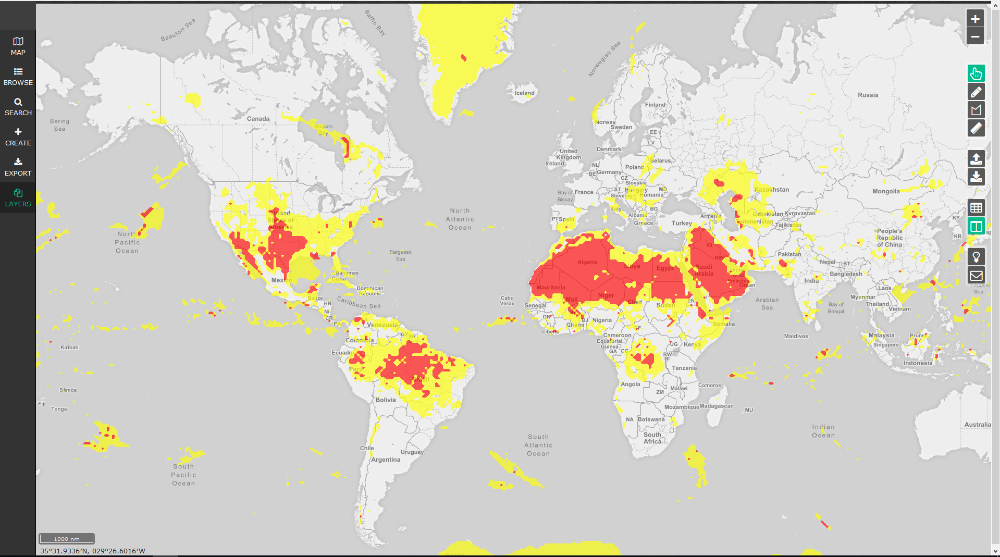 MAP
BROWSE
SEARCH
CREATE
EXPORT
LAYERS
Beaufort Sea
Baffin Bay
Norwegian Sea
Iceland
Russia
Finland
Canada
Bering
Sea
Hudson
Bay
Norway
Sweden
EE
LV
Denmark
United
Kingdom
Ireland
NL
BE
Germany
Poland
Belarus
CZ
Slovakia
AT
Hungary
MD
Slovenia
Romania
Bay of
Biscay
France
Kazakhstan
Mongolia
United
States of
America
North
Atlantic
Ocean
PT
Spain
Italy
BG
Albania
Greece
Turkey
Armenia
Uzbekistan
Kyrgyzstan
Turkmenistan
Tajikistan
KP
KR
People's
Republic
of China
North
Pacific
Ocean
Sargasso
Sea
Algeria
Libya
Egypt
IQ
KW
Saudi
Arabia
United
Arab
Emirates
Oman
Pakistan
Nepal
BT
Bangladesh
India
Mexico
Bahamas
Cuba
Dominican
Republic
Belize
HN
NI
CR
PA
Caribbean Sea
Cabo
Verde
Mauritania
Mali
Niger
Chad
Sudan
ER
Senegal
GN
Liberia
Ghana
BJ
Nigeria
CF
Cameroon
Equatorial
Guinea
GA
CG
UG
Kenya
Somalia
RW
BI
Tanzania
Arabian
Sea
Bay of
Bengal
Myanmar
Laos
Thailand
Vietnam
Philippine
Sea
Maldives
Malaysia
Singapore
Brunei
Indonesia
Venezuela
GY
SR
Colombia
Ecuador
Peru
Brazil
Bolivia
Kiribati
Sāmoa
Fij
Tonga
Angola
ZM
Malawi
Comoros
Mozambique
Madagascar
MU
NA
Botswana
South
Africa
Indian
Ocean
Australia
South
Atlantic
Ocean
Chile
Uruguay
Argentina
South
Pacific
Ocean
1000 nm
35°31.9336'N, 029°26.6016'W